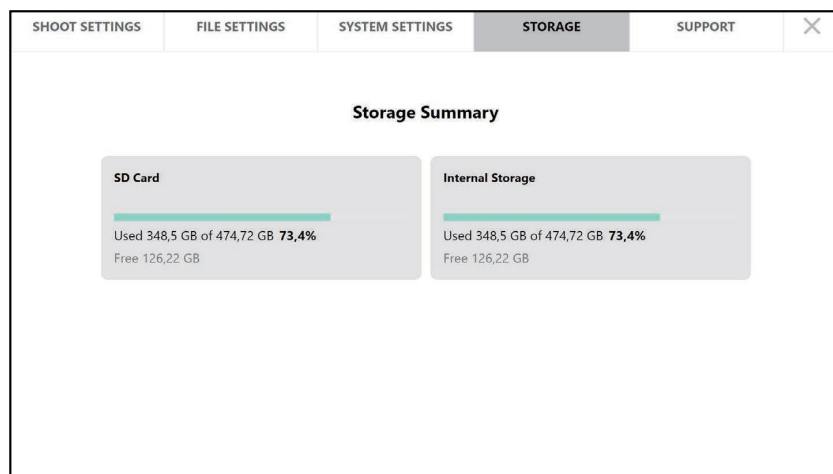 SHOOT SETTINGS FILE SETTINGS SYSTEM SETTINGS STORAGE SUPPORT
Storage Summary
SD Card
Used 348,5 GB of 474,72 GB 73,4%
Free 126,22 GB
Internal Storage
Used 348,5 GB of 474,72 GB 73,4%
Free 126,22 GB